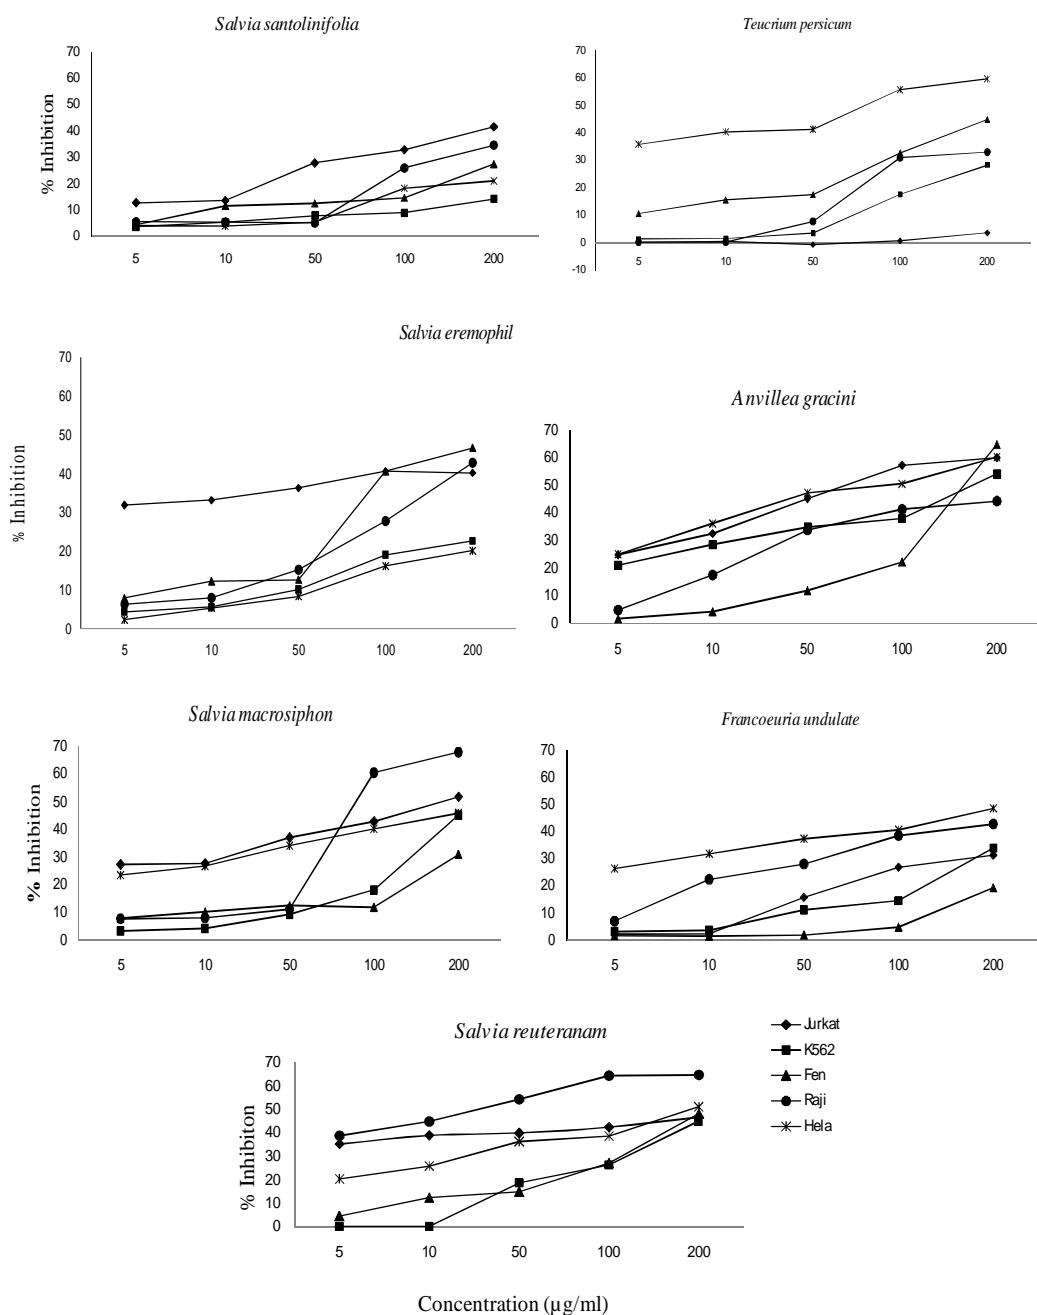 Salvia santolinifolia
% Inhibition
70
60
50
40
30
20
10
0
5 10 50 100 200
Teucrium persicum
70
60
50
40
30
20
10
0
-10
5 10 50 100 200
Salvia eremophil
% Inhibition
70
60
50
40
30
20
10
0
5 10 50 100 200
Anvillea gracini
70
60
50
40
30
20
10
0
5 10 50 100 200
Salvia macrosiphon
% Inhibition
70
60
50
40
30
20
10
0
5 10 50 100 200
Francoeuria undulate
70
60
50
40
30
20
10
0
5 10 50 100 200
Salvia reuteranam
% Inhibiton
70
60
50
40
30
20
10
0
5 10 50 100 200
Jurkat
K562
Fen
Raji
Hela
Concentration (µg/ml)